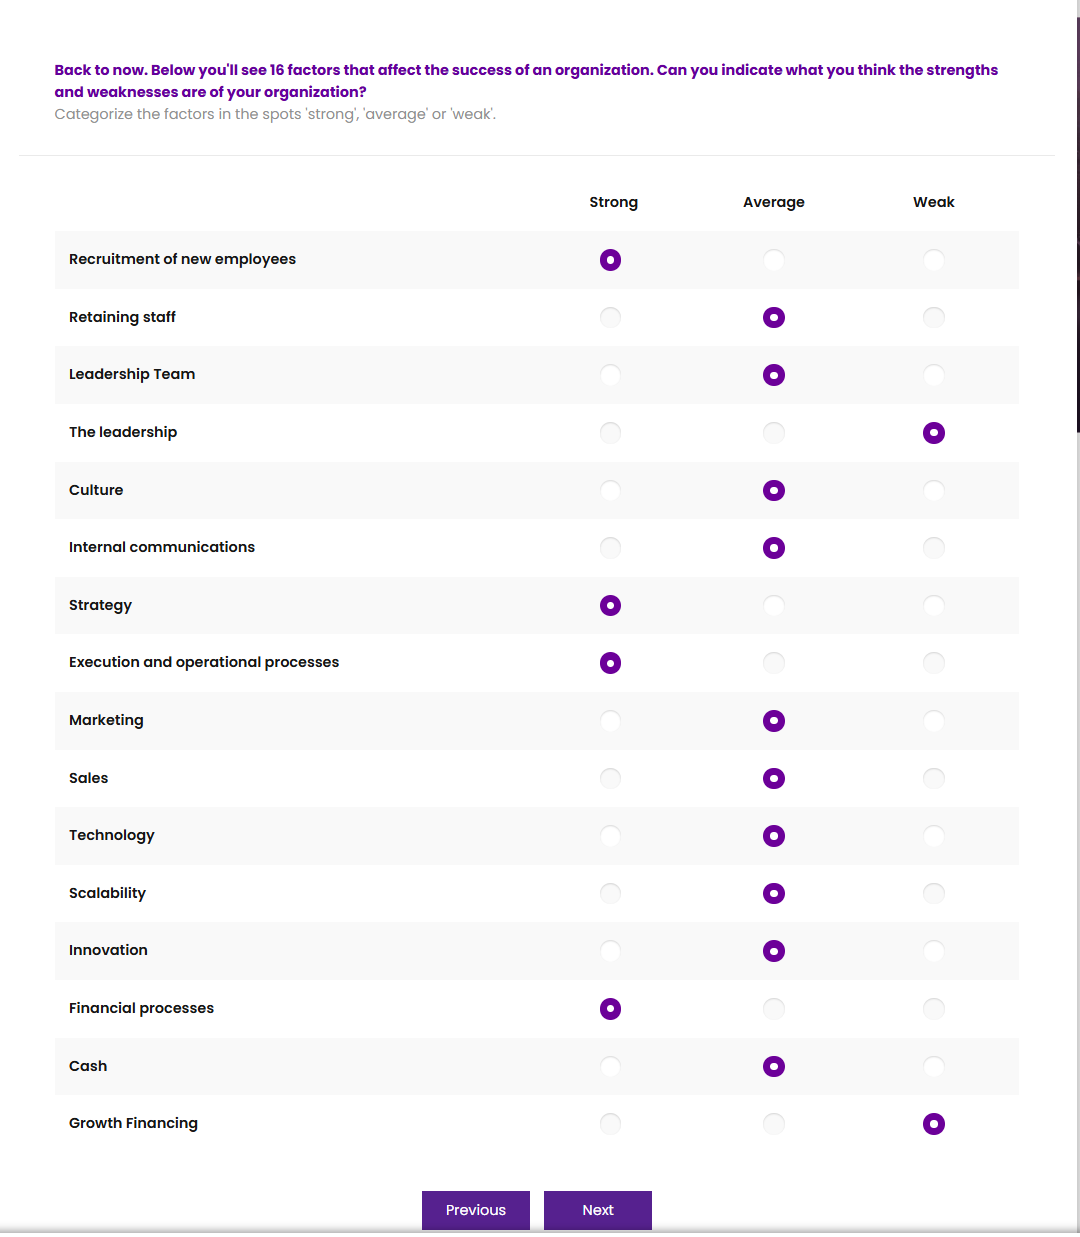 Back to now. Below you'll see 16 factors that affect the success of an organization. Can you indicate what you think the strengths
and weaknesses are of your organization?
Categorize the factors in the spots 'strong', 'average' or 'weak'.
Strong Average Weak
Recruitment of new employees
Retaining staff
Leadership Team
The leadership
Culture
Internal communications
Strategy
Execution and operational processes
Marketing
Sales
Technology
Scalability
Innovation
Financial processes
Cash
Growth Financing
Previous Next